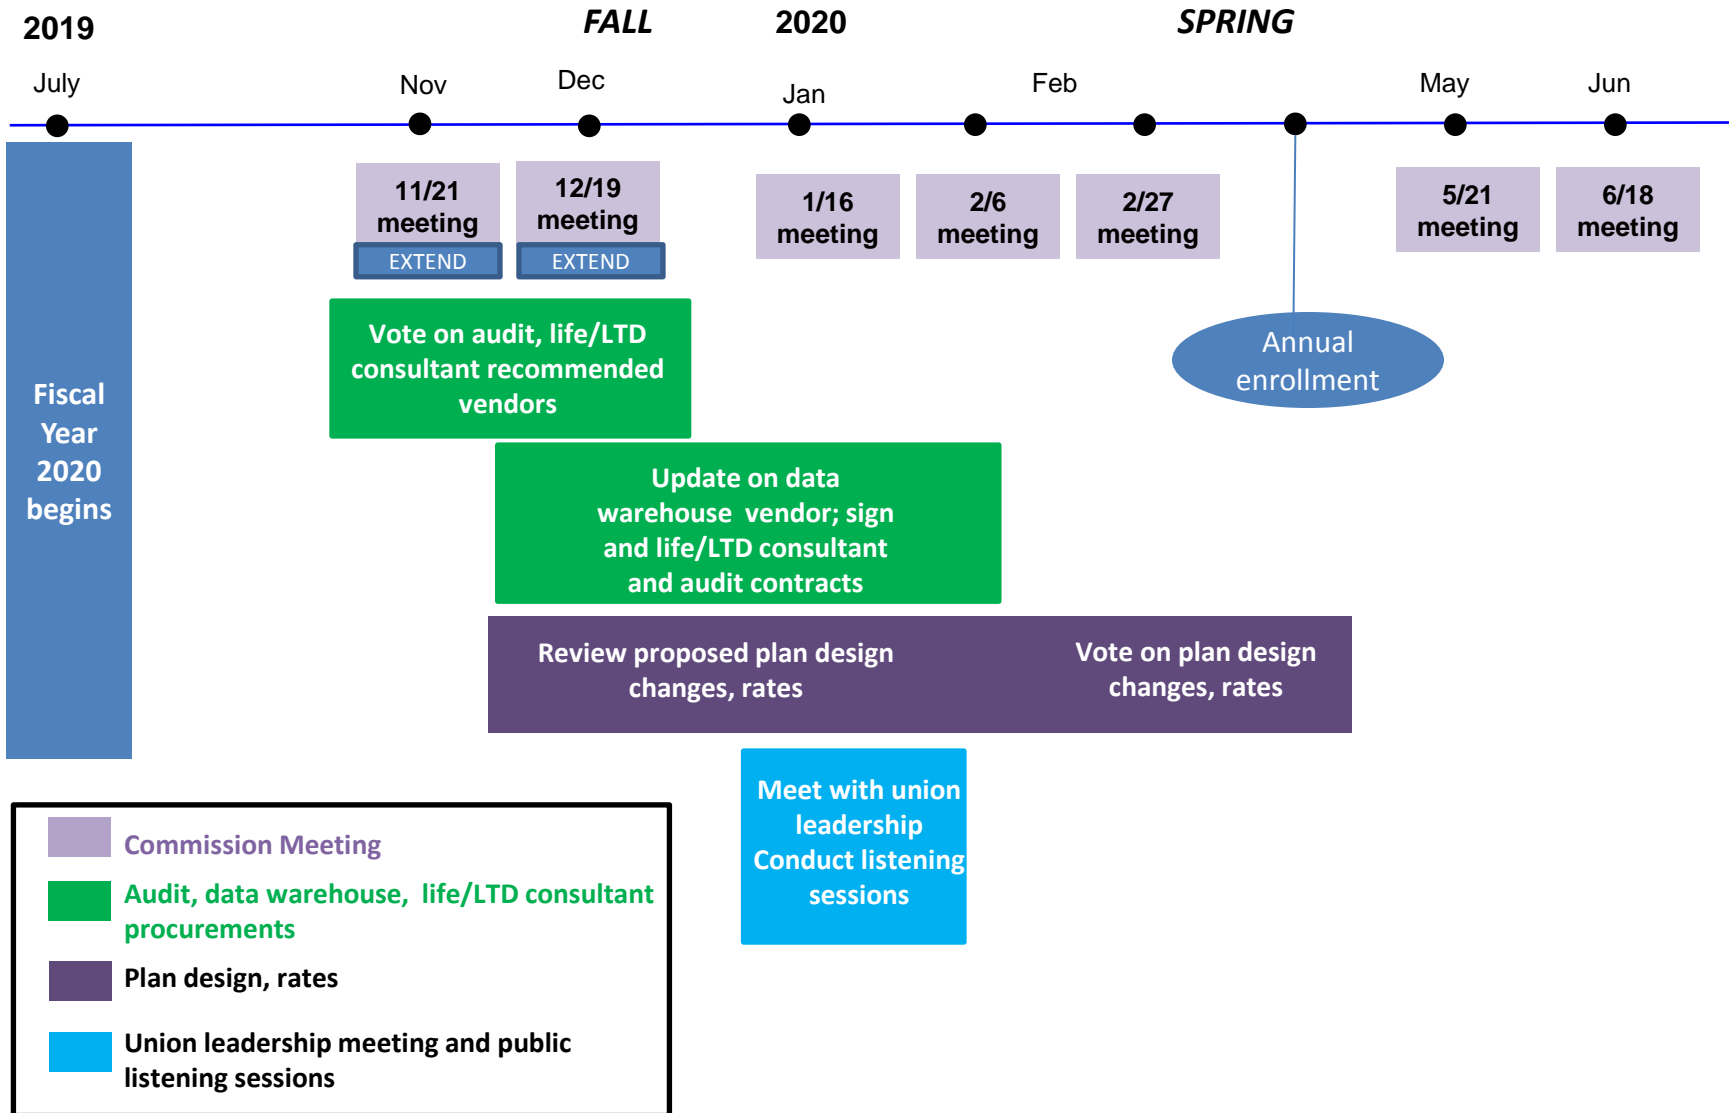 2019
FALL
2020
SPRING
July
Nov
Dec
Jan
Feb
May
Jun
11/21
meeting
EXTEND
12/19
meeting
EXTEND
1/16
meeting
2/6
meeting
2/27
meeting
5/21
meeting
6/18
meeting
Fiscal
Year
2020
begins
Vote on audit, life/LTD
consultant recommended
vendors
Annual
enrollment
Update on data
warehouse vendor; sign
and life/LTD consultant
and audit contracts
Review proposed plan design
changes, rates
Vote on plan design
changes, rates
Meet with union
leadership
Conduct listening
sessions
Commission Meeting
Audit, data warehouse, life/LTD consultant
procurements
Plan design, rates
Union leadership meeting and public
listening sessions